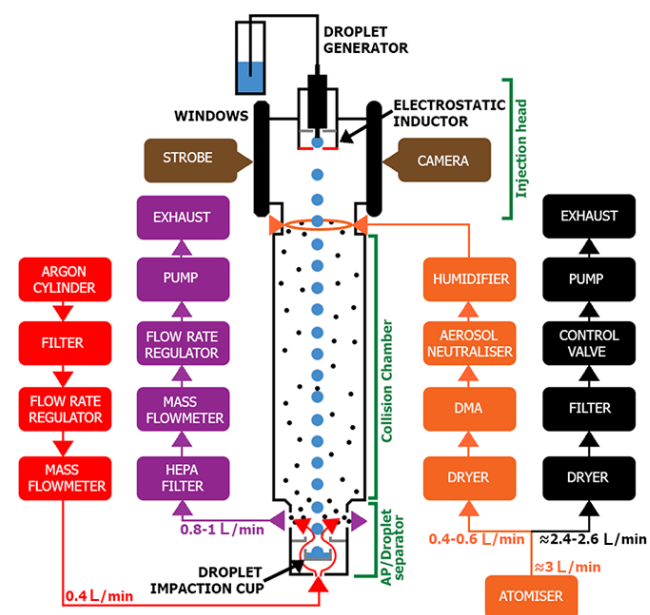 DROPLET
GENERATOR
WINDOWS
ELECTROSTATIC
INDUCTOR
Injection head
STROBE
CAMERA
EXHAUST
PUMP
FLOW RATE
REGULATOR
MASS
FLOWMETER
HEPA
FILTER
0.8-1 L/min
ARGON
CYLINDER
FILTER
FLOW RATE
REGULATOR
MASS
FLOWMETER
0.4 L/min
Collision Chamber
AP/Droplet
separator
DROPLET
IMPACTION CUP
HUMIDIFIER
AEROSOL
NEUTRALISER
DMA
DRYER
0.4-0.6 L/min
EXHAUST
PUMP
CONTROL
VALVE
FILTER
DRYER
≈2.4-2.6 L/min
≈3 L/min
ATOMISER